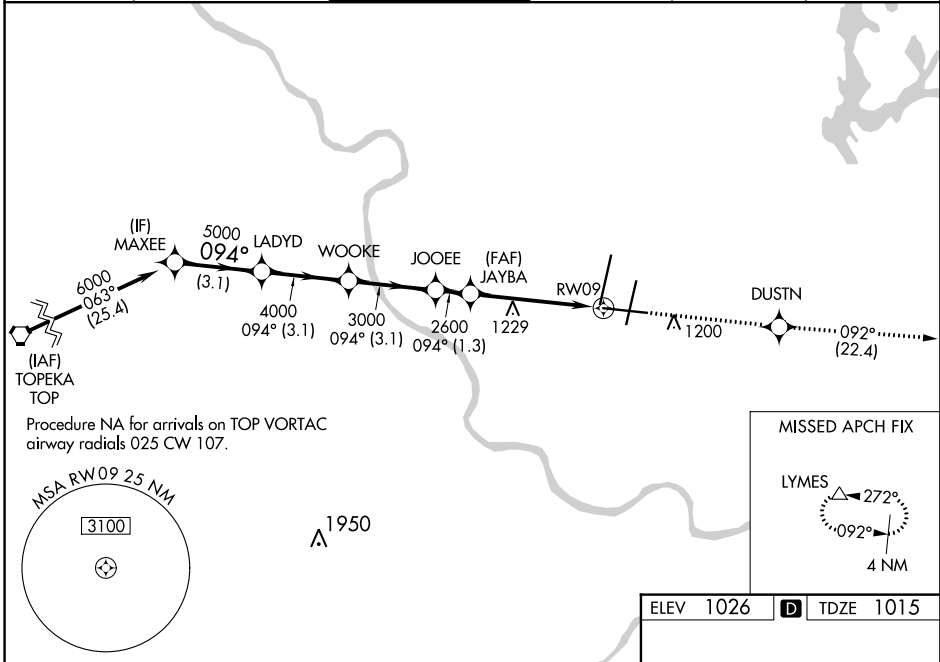 (IF)
MAXEE
5000
094°
(3.1)
LADYD
WOOKE
JOOEE
(FAF)
JAYBA
RW09
DUSTN
6000
063°
(25.4)
4000
094° (3.1)
3000
094° (3.1)
2600
094° (1.3)
1229
1200
092°
(22.4)
(IAF)
TOPEKA
TOP
Procedure NA for arrivals on TOP VORTAC
airway radials 025 CW 107.
MSA RW09 25 NM
3100
1950
MISSED APCH FIX
LYMES
272°
092°
4 NM
ELEV 1026 D TDZE 1015